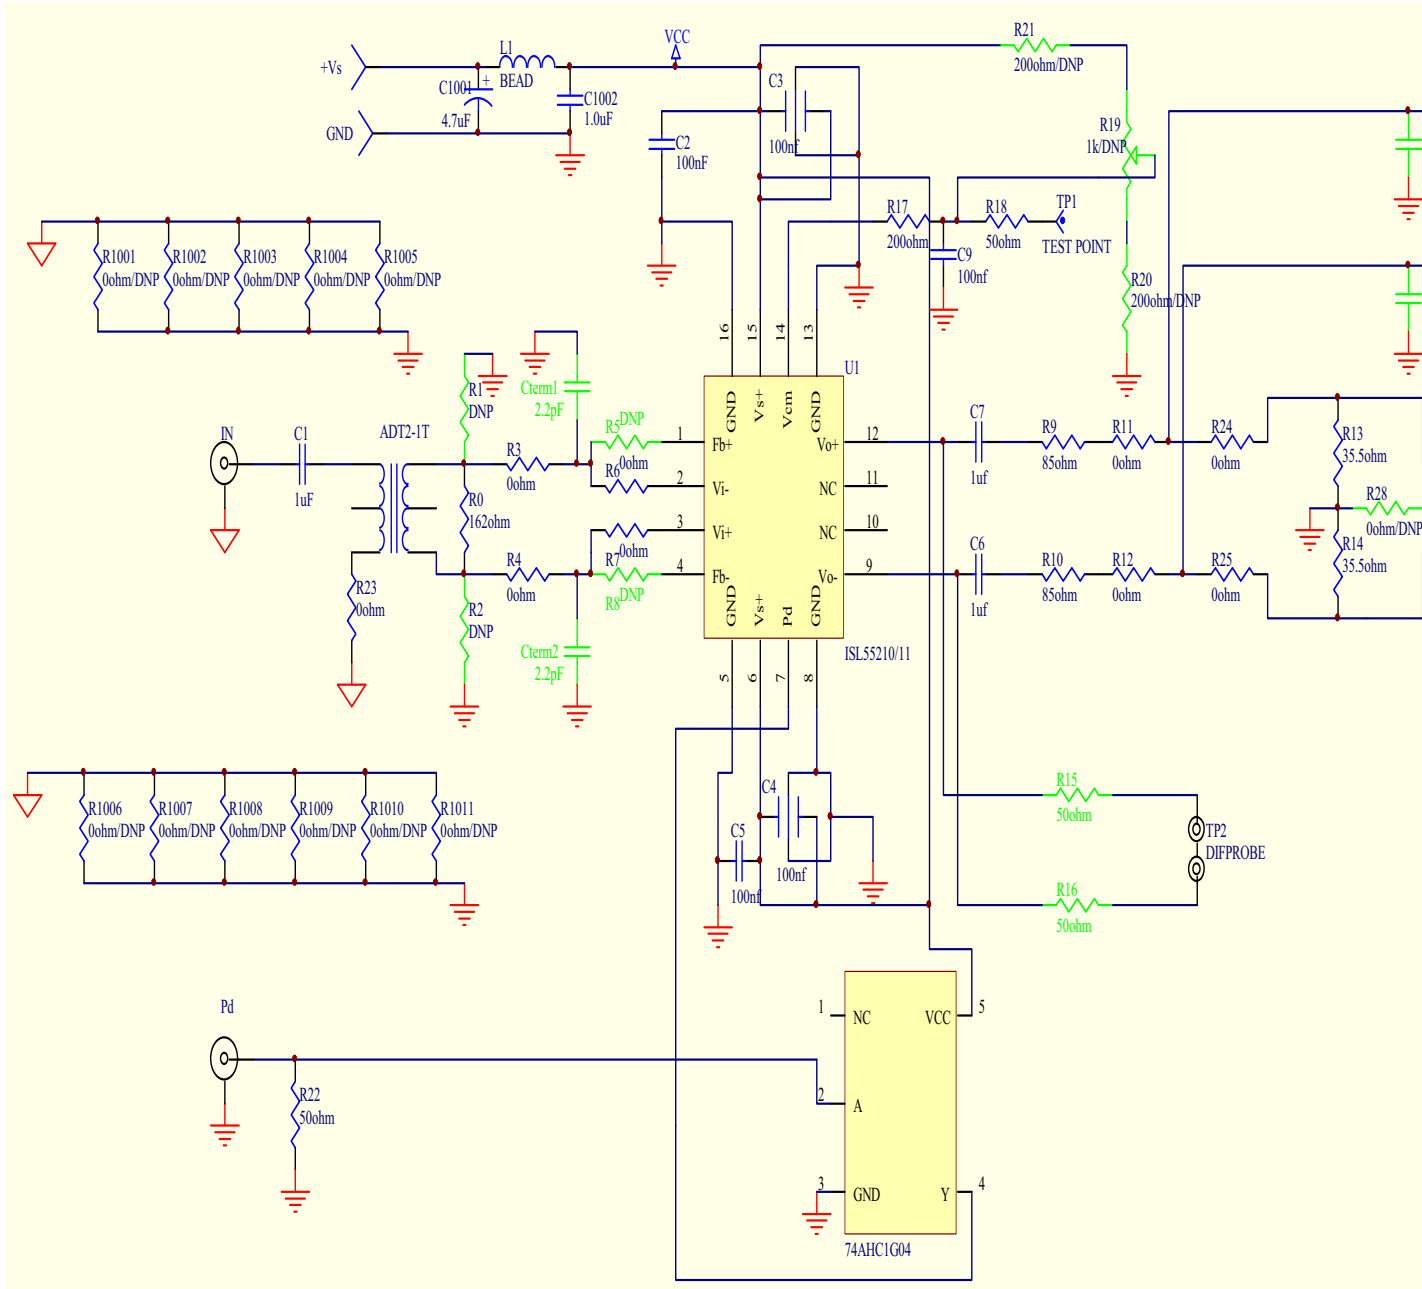 +Vs
L1
BEAD
C1001
+
4.7uF
C1002
1.0uF
GND
VCC
C2
100nF
C3
100nf
R21
200ohm/DNP
R19
1k/DNP
R20
200ohm/DNP
R17
200ohm
R18
50ohm
TP1
TEST POINT
C9
100nf
R1001
0ohm/DNP
R1002
0ohm/DNP
R1003
0ohm/DNP
R1004
0ohm/DNP
R1005
0ohm/DNP
IN
C1
1uF
ADT2-1T
R23
0ohm
R1
DNP
R0
162ohm
R2
DNP
R3
0ohm
R4
0ohm
Cterm1
2.2pF
Cterm2
2.2pF
R5
DNP
0ohm
R6
0ohm
R7
R8
DNP
U1
16
15
14
13
GND
Vs+
Vcm
GND
1
Fb+
2
Vi-
3
Vi+
4
Fb-
12
Vo+
11
NC
10
NC
9
Vo-
GND
Vs+
Pd
GND
5
6
7
8
ISL55210/11
C7
1uf
R9
85ohm
R11
0ohm
R24
0ohm
R13
35.5ohm
R28
0ohm/DNP
R14
35.5ohm
C6
1uf
R10
85ohm
R12
0ohm
R25
0ohm
R1006
0ohm/DNP
R1007
0ohm/DNP
R1008
0ohm/DNP
R1009
0ohm/DNP
R1010
0ohm/DNP
R1011
0ohm/DNP
C5
100nf
C4
100nf
R15
50ohm
R16
50ohm
TP2
DIFPROBE
Pd
R22
50ohm
1
NC
VCC
5
2
A
3
GND
Y
4
74AHC1G04